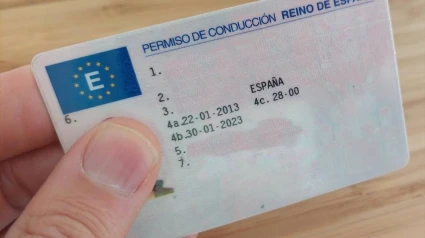 PERMISO DE CONDUCCIÓN REINO DE ESPA
E
1.
2.
ESPAÑA
3.
4a.22-01-2013 4c. 28-00
4b.30-01-2023
5.
6.
7.